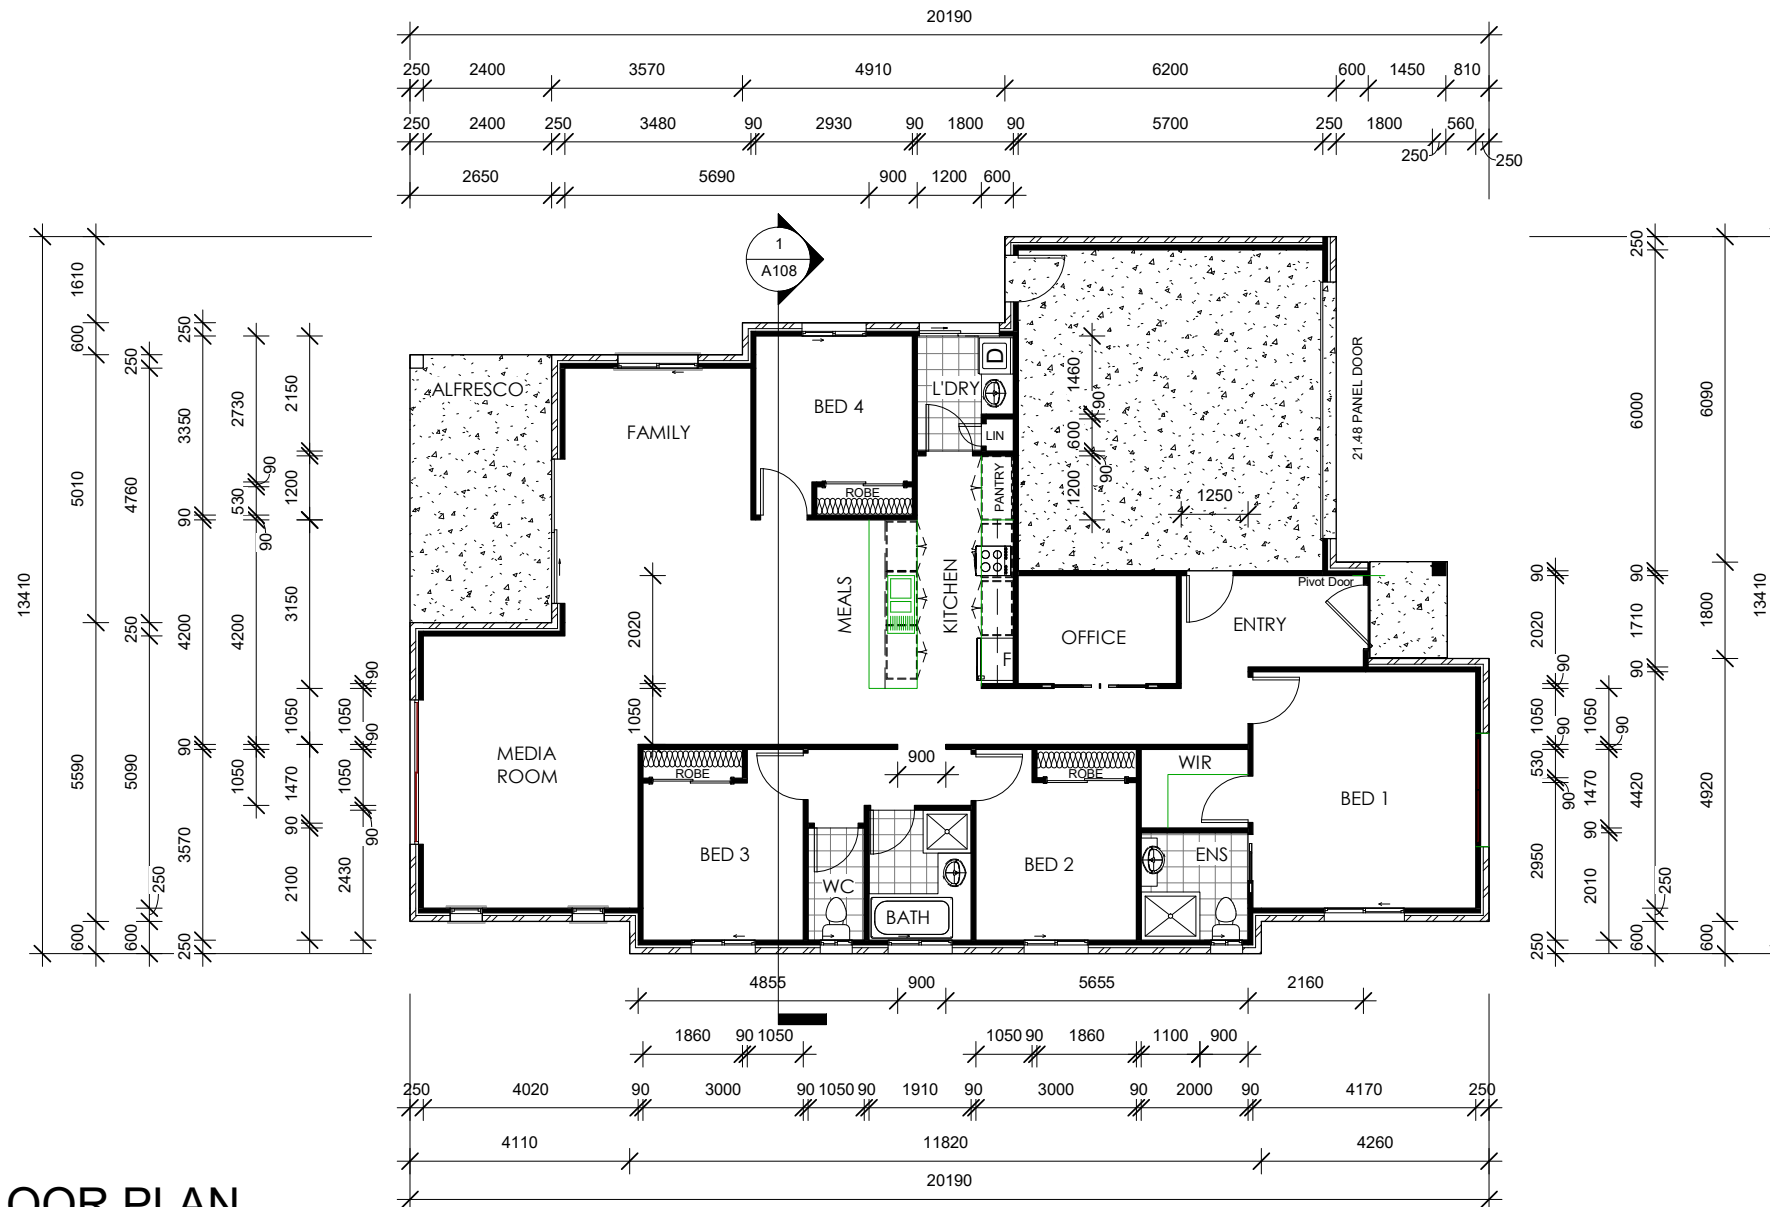 20190
250 2400 3570 4910 6200 600 1450 810
250 2400 250 3480 90 2930 90 1800 90 5700 250 1800 560
250 250
2650 5690 900 1200 600
1
A108
13410
1610
600
5010
5590
600
250
4760
250
5090
250
600
250
3350
90
4200
90
3570
250
2730
90
530
90
4200
1050
2150
1200
3150
1050
1470
90
2100
90
1050
90
1050
90
2430
ALFRESCO
FAMILY
BED 4
ROBE
L'DRY
D
LIN
PANTRY
1460
90
600
90
1200
1250
21.48 PANEL DOOR
MEALS
KITCHEN
F
2020
1050
OFFICE
Pivot Door
ENTRY
MEDIA
ROOM
ROBE
900
ROBE
WIR
BED 1
BED 3
WC
BATH
BED 2
ENS
90
2020
90
1050
90
530
90
2950
250
1050
90
1470
90
2010
250
6000
90
1710
90
4420
250
600
6090
1800
4920
600
13410
4855 900 5655 2160
1860 90 1050 1050 90 1860 1100 900
250 4020 90 3000 90 1050 90 1910 90 3000 90 2000 90 4170 250
4110 11820 4260
20190
OOR PLAN